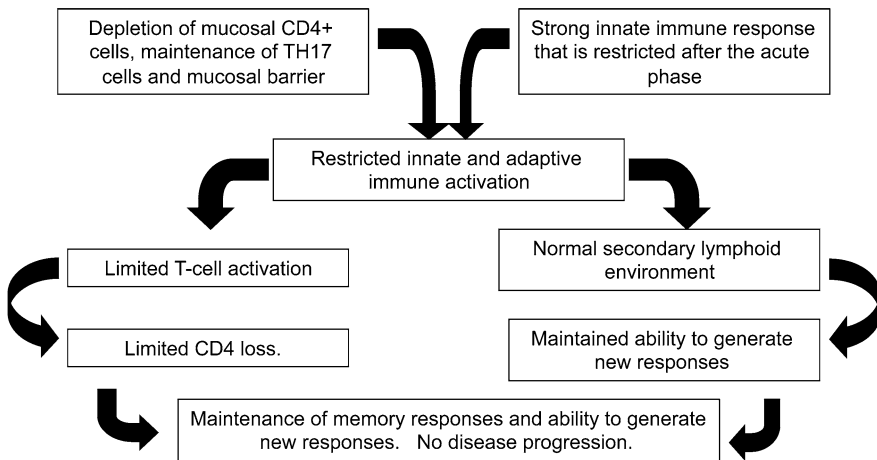 Depletion of mucosal CD4+
cells, maintenance of TH17
cells and mucosal barrier
Strong innate immune response
that is restricted after the acute
phase
Restricted innate and adaptive
immune activation
Limited T-cell activation
Normal secondary lymphoid
environment
Limited CD4 loss.
Maintained ability to generate
new responses
Maintenance of memory responses and ability to generate
new responses.   No disease progression.